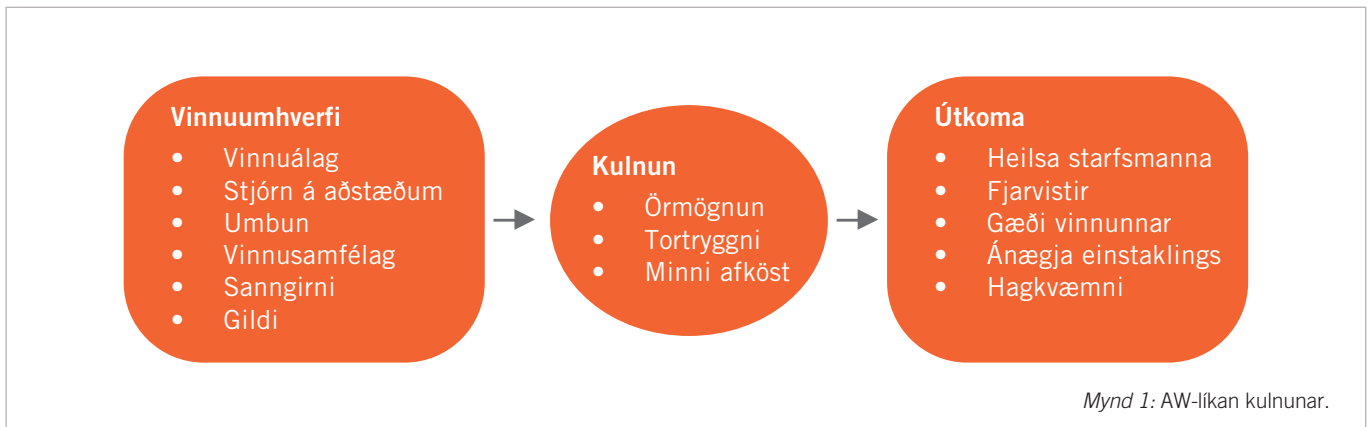 Vinnuumhverfi
• Vinnuálag
• Stjórn á aðstæðum
• Umbun
• Vinnusamfélag
• Sanngirni
• Gildi
Kulnun
• Örmögnun
• Tortryggni
• Minni afköst
Útkoma
• Heilsa starfsmanna
• Fjarvistir
• Gæði vinnunnar
• Ánægja einstaklings
• Hagkvæmni
Mynd 1: AW-líkan kulnunar.